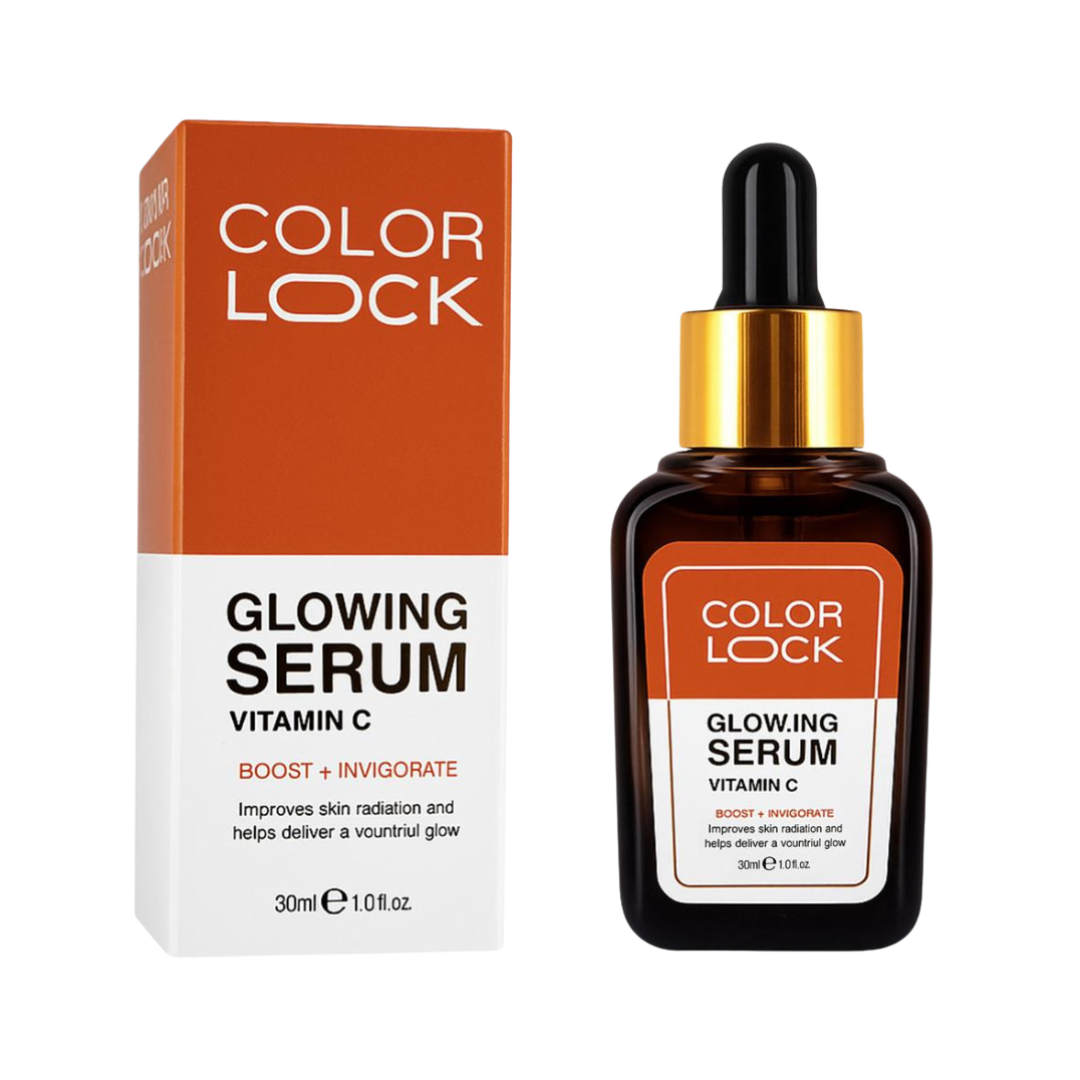 COLOR
LOCK
GLOWING
SERUM
VITAMIN C
BOOST + INVIGORATE
Improves skin radiation and
helps deliver a vountriul glow
30ml ℮ 1.0 fl.oz.
LOCK
COLOR
LOCK
GLOW.ING
SERUM
VITAMIN C
BOOST + INVIGORATE
Improves skin radiation and
helps deliver a vountriul glow
30ml ℮ 1.0 fl.oz.